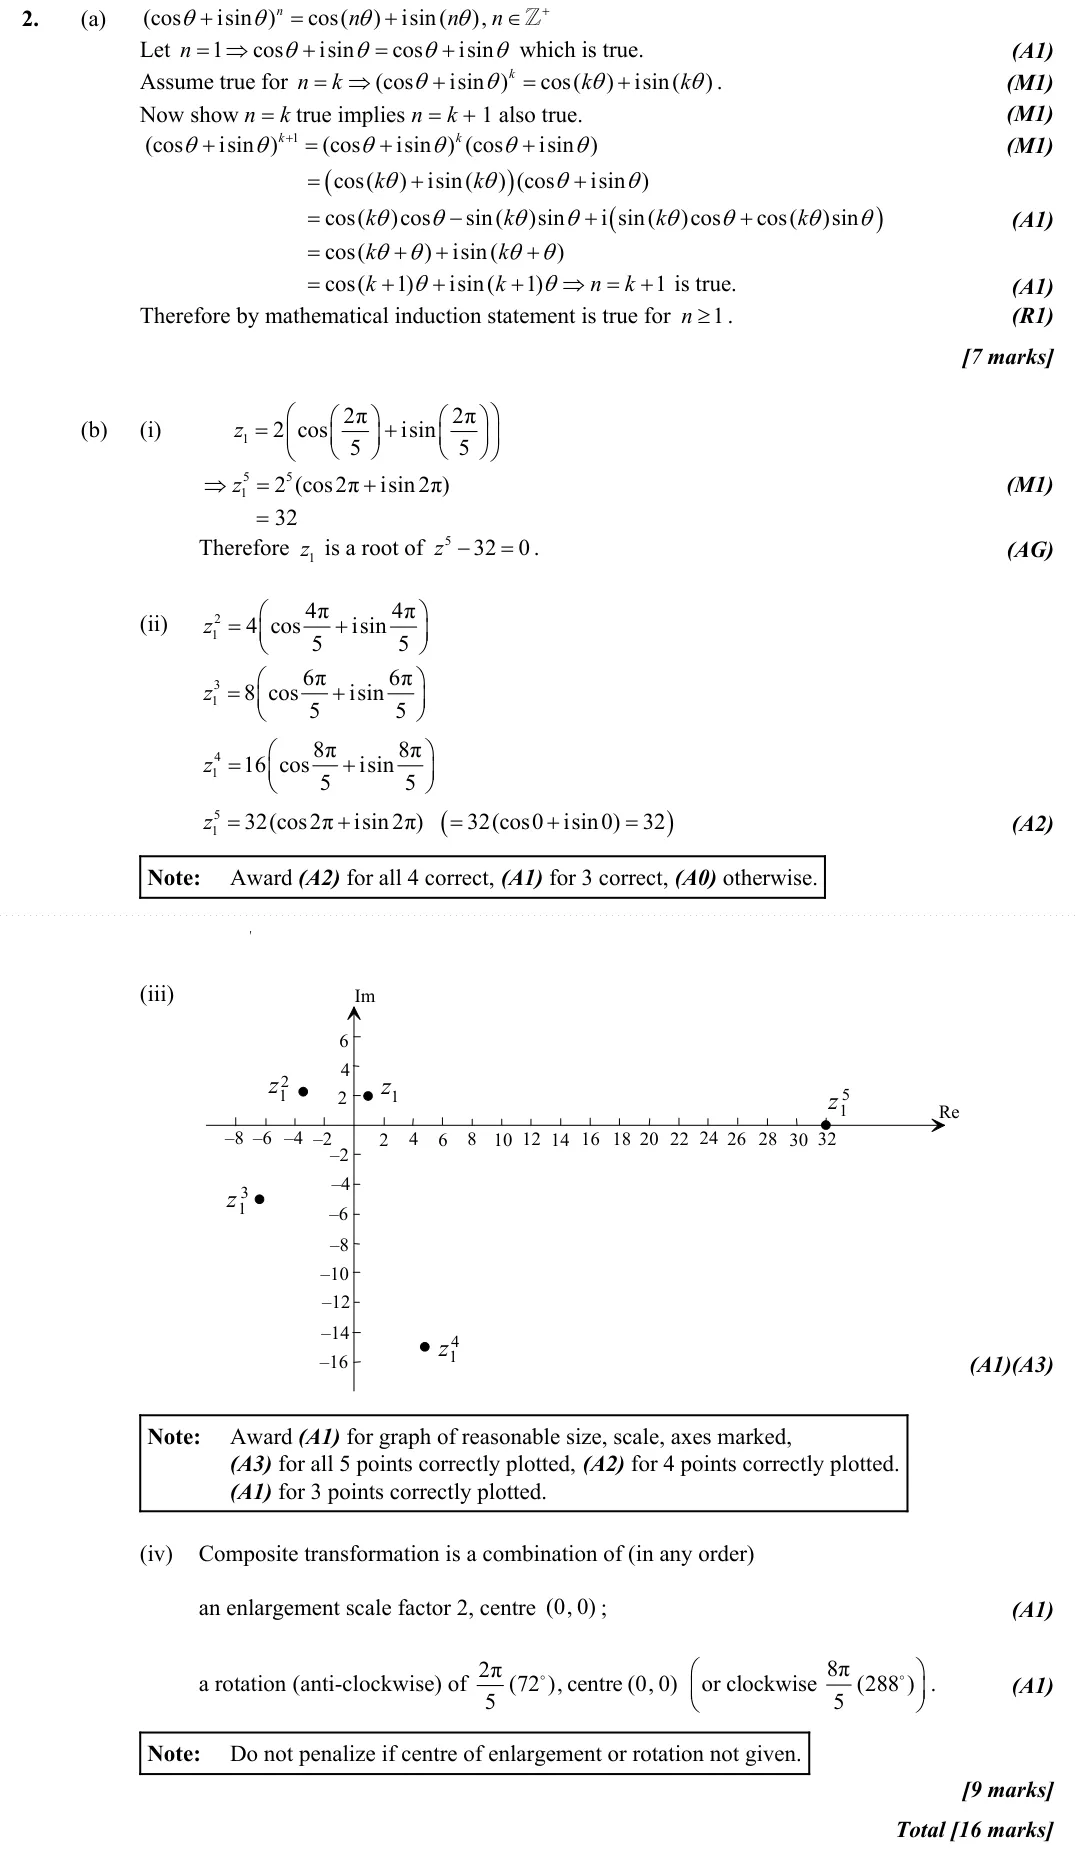 2. (a) (cosθ + i sinθ)ⁿ = cos(nθ) + i sin(nθ), n ∈ ℤ⁺
Let n = 1 ⇒ cosθ + i sinθ = cosθ + i sinθ which is true. (A1)
Assume true for n = k ⇒ (cosθ + i sinθ)ᵏ = cos(kθ) + i sin(kθ). (M1)
Now show n = k true implies n = k + 1 also true. (M1)
(cosθ + i sinθ)ᵏ⁺¹ = (cosθ + i sinθ)ᵏ(cosθ + i sinθ) (M1)
= (cos(kθ) + i sin(kθ))(cosθ + i sinθ)
= cos(kθ)cosθ − sin(kθ)sinθ + i(sin(kθ)cosθ + cos(kθ)sinθ) (A1)
= cos(kθ + θ) + i sin(kθ + θ)
= cos(k + 1)θ + i sin(k + 1)θ ⇒ n = k + 1 is true. (A1)
Therefore by mathematical induction statement is true for n ≥ 1. (R1)
[7 marks]
(b) (i) z₁ = 2(cos(2π/5) + i sin(2π/5))
⇒ z₁⁵ = 2⁵(cos 2π + i sin 2π) (M1)
= 32
Therefore z₁ is a root of z⁵ − 32 = 0. (AG)
(ii) z₁² = 4(cos 4π/5 + i sin 4π/5)
z₁³ = 8(cos 6π/5 + i sin 6π/5)
z₁⁴ = 16(cos 8π/5 + i sin 8π/5)
z₁⁵ = 32(cos 2π + i sin 2π) (= 32(cos 0 + i sin 0) = 32) (A2)
Note: Award (A2) for all 4 correct, (A1) for 3 correct, (A0) otherwise.
(iii) Im
6
4
z₁² 2 z₁ z₁⁵ Re
–8 –6 –4 –2 2 4 6 8 10 12 14 16 18 20 22 24 26 28 30 32
–2
–4
z₁³
–6
–8
–10
–12
–14
z₁⁴
–16 (A1)(A3)
Note: Award (A1) for graph of reasonable size, scale, axes marked,
(A3) for all 5 points correctly plotted, (A2) for 4 points correctly plotted.
(A1) for 3 points correctly plotted.
(iv) Composite transformation is a combination of (in any order)
an enlargement scale factor 2, centre (0, 0); (A1)
a rotation (anti-clockwise) of 2π/5 (72°), centre (0, 0) (or clockwise 8π/5 (288°)). (A1)
Note: Do not penalize if centre of enlargement or rotation not given.
[9 marks]
Total [16 marks]